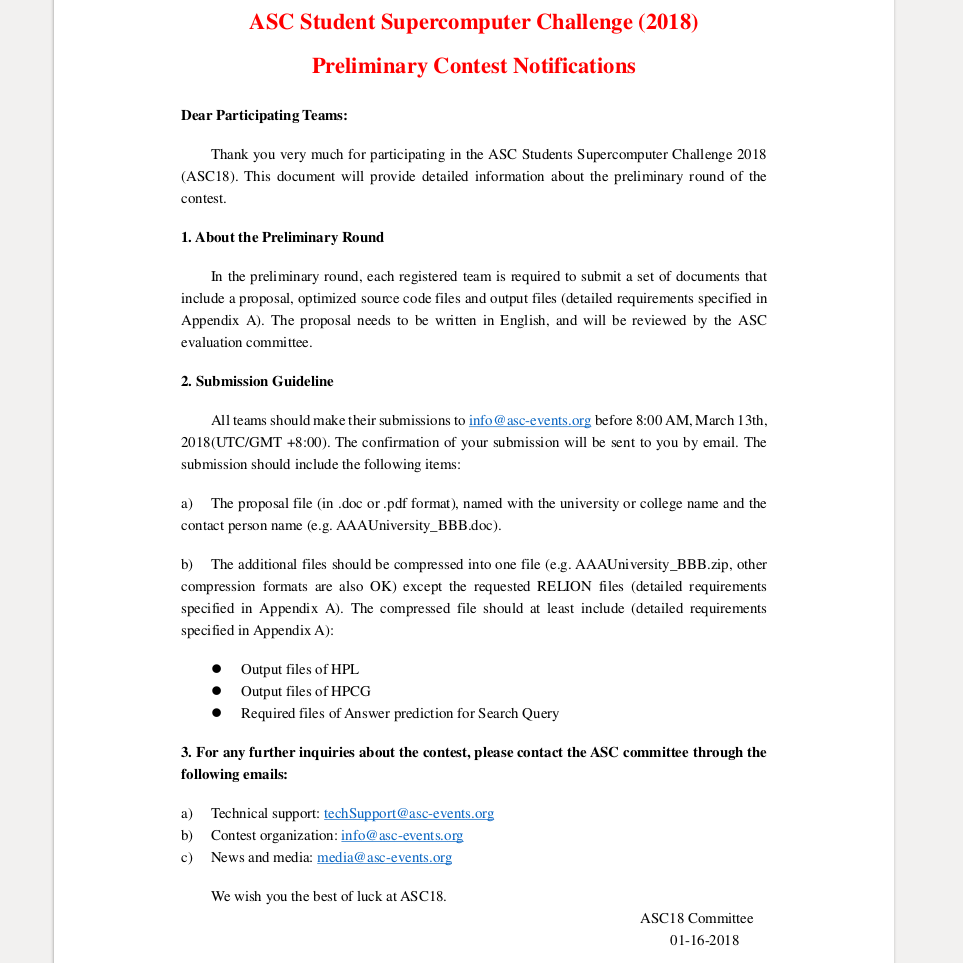 ASC Student Supercomputer Challenge (2018)
Preliminary Contest Notifications
Dear Participating Teams:
Thank you very much for participating in the ASC Students Supercomputer Challenge 2018
(ASC18). This document will provide detailed information about the preliminary round of the
contest.
1. About the Preliminary Round
In the preliminary round, each registered team is required to submit a set of documents that
include a proposal, optimized source code files and output files (detailed requirements specified in
Appendix A). The proposal needs to be written in English, and will be reviewed by the ASC
evaluation committee.
2. Submission Guideline
All teams should make their submissions to info@asc-events.org before 8:00 AM, March 13th,
2018(UTC/GMT +8:00). The confirmation of your submission will be sent to you by email. The
submission should include the following items:
a) The proposal file (in .doc or .pdf format), named with the university or college name and the
contact person name (e.g. AAAUniversity_BBB.doc).
b) The additional files should be compressed into one file (e.g. AAAUniversity_BBB.zip, other
compression formats are also OK) except the requested RELION files (detailed requirements
specified in Appendix A). The compressed file should at least include (detailed requirements
specified in Appendix A):
● Output files of HPL
● Output files of HPCG
● Required files of Answer prediction for Search Query
3. For any further inquiries about the contest, please contact the ASC committee through the
following emails:
a) Technical support: techSupport@asc-events.org
b) Contest organization: info@asc-events.org
c) News and media: media@asc-events.org
We wish you the best of luck at ASC18.
ASC18 Committee
01-16-2018